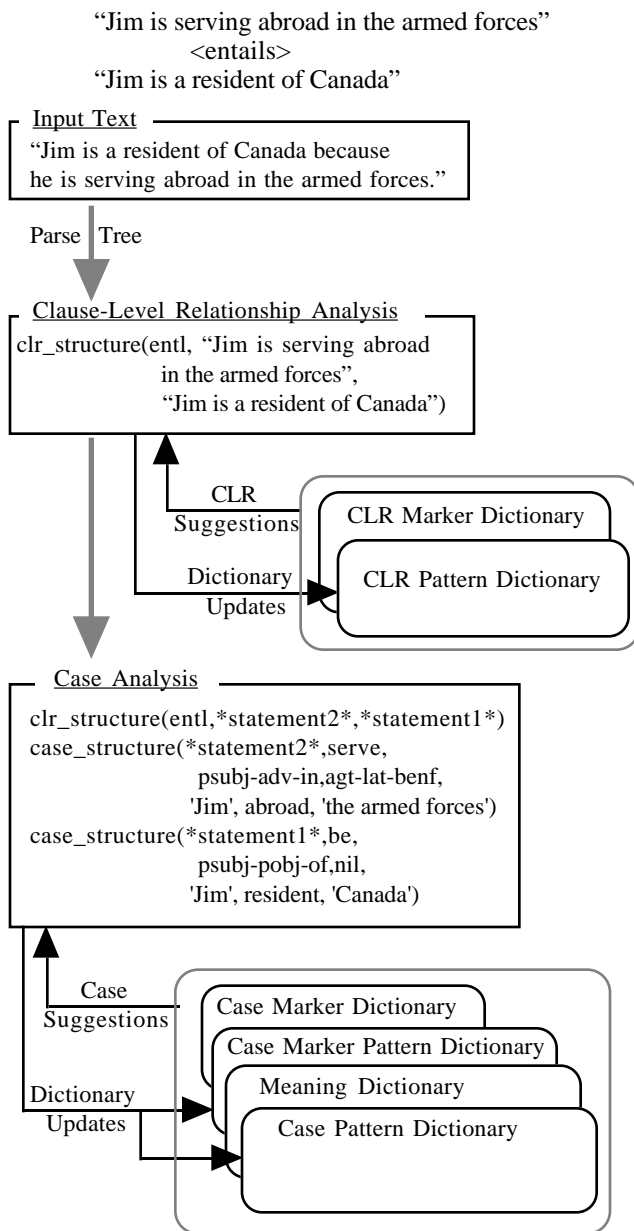 “Jim is serving abroad in the armed forces”
<entails>
“Jim is a resident of Canada”
Input Text
“Jim is a resident of Canada because
he is serving abroad in the armed forces.”
Parse Tree
Clause-Level Relationship Analysis
clr_structure(entl, “Jim is serving abroad
in the armed forces”,
“Jim is a resident of Canada”)
CLR
Suggestions
CLR Marker Dictionary
Dictionary
Updates
CLR Pattern Dictionary
Case Analysis
clr_structure(entl,*statement2*,*statement1*)
case_structure(*statement2*,serve,
psubj-adv-in,agt-lat-benf,
'Jim', abroad, 'the armed forces')
case_structure(*statement1*,be,
psubj-pobj-of,nil,
'Jim', resident, 'Canada')
Case
Suggestions
Case Marker Dictionary
Case Marker Pattern Dictionary
Meaning Dictionary
Dictionary
Updates
Case Pattern Dictionary